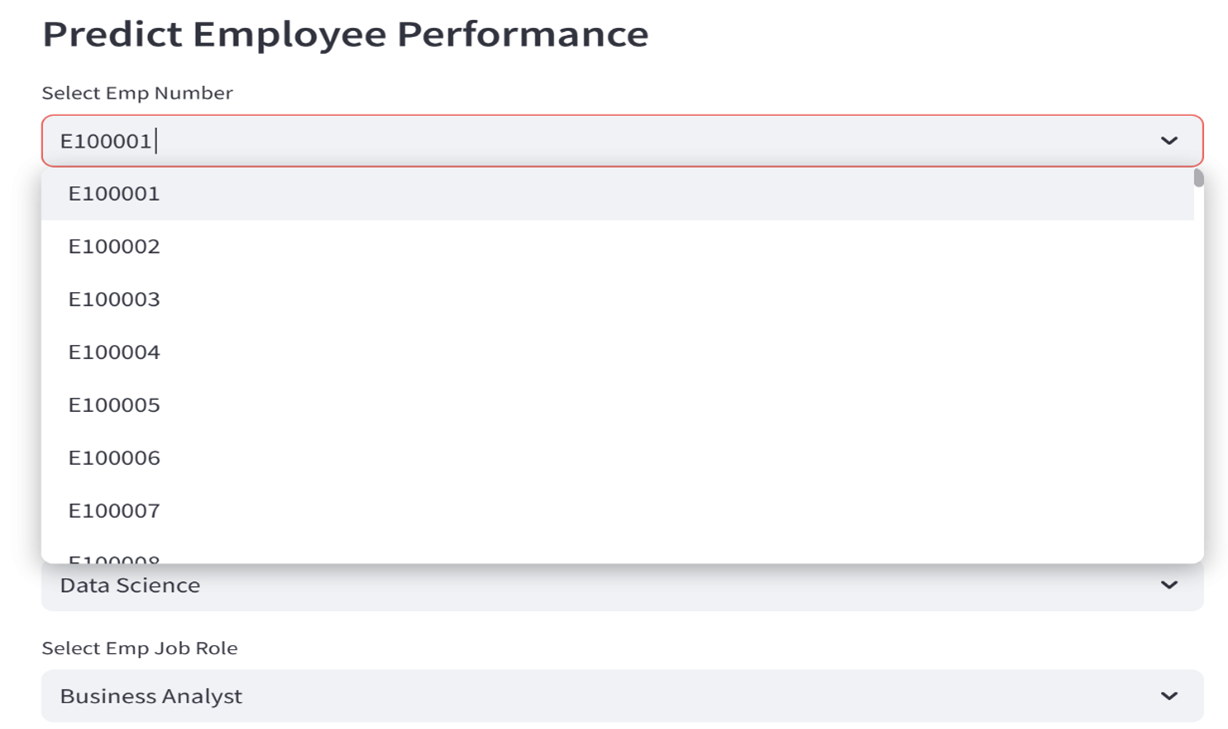 Predict Employee Performance
Select Emp Number
E100001
E100001
E100002
E100003
E100004
E100005
E100006
E100007
E100008
Data Science
Select Emp Job Role
Business Analyst